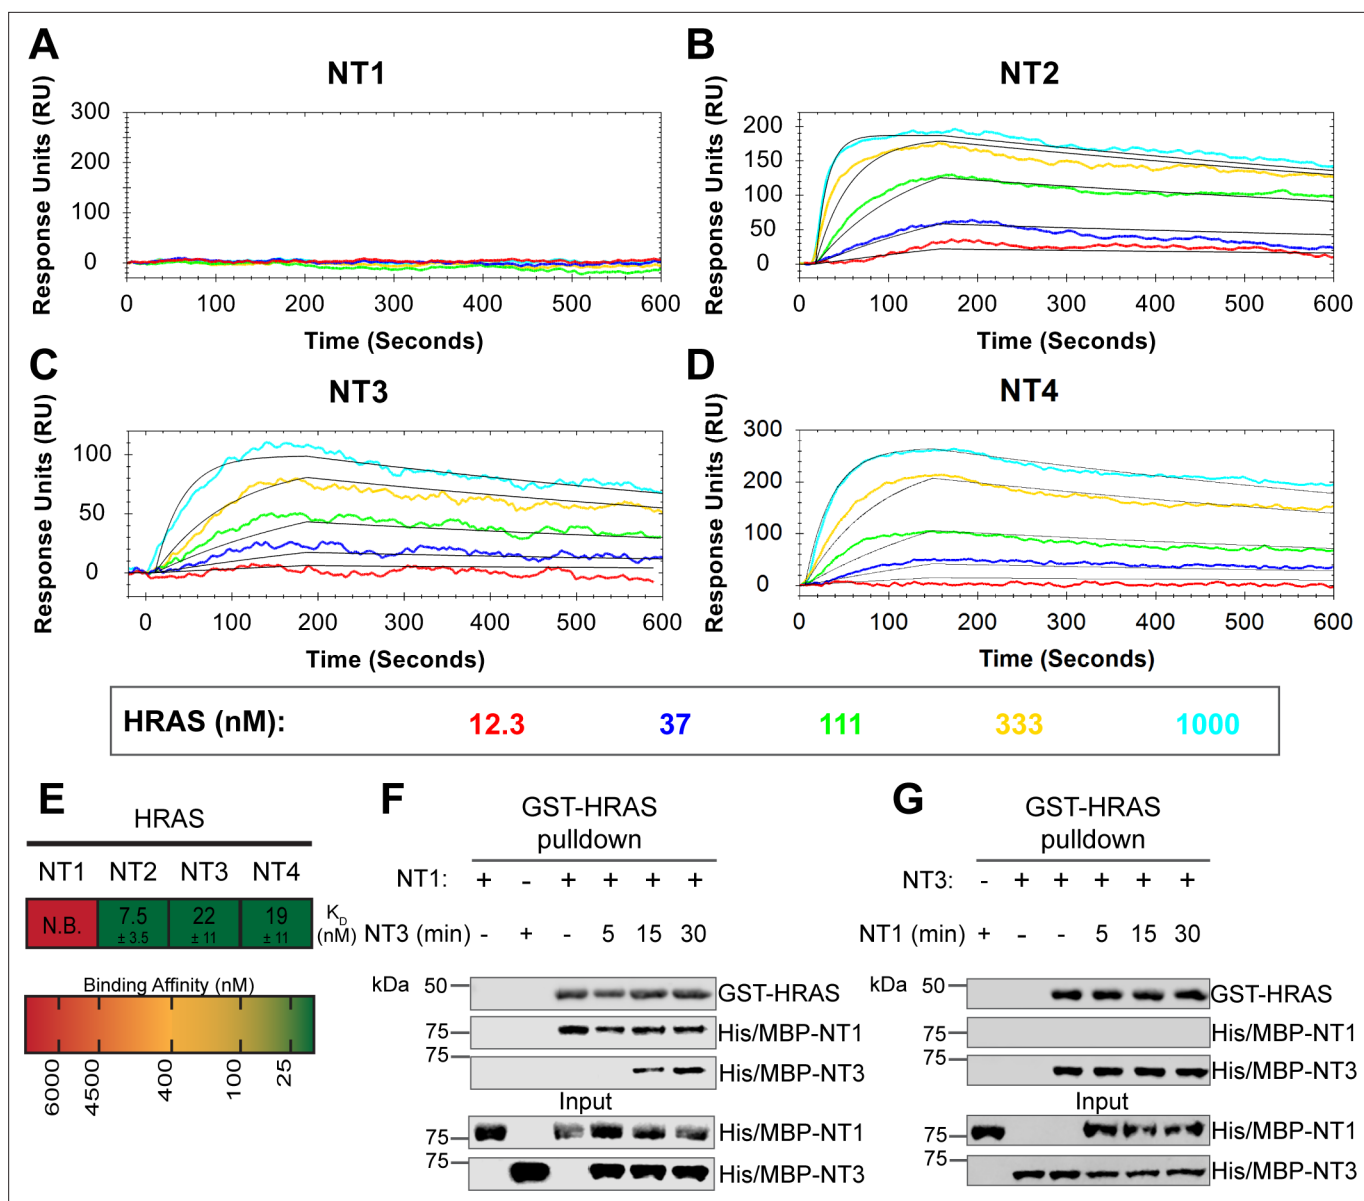 A
NT1
Response Units (RU)
300
200
100
0
0 100 200 300 400 500 600
Time (Seconds)
B
NT2
Response Units (RU)
200
150
100
50
0
0 100 200 300 400 500 600
Time (Seconds)
C
NT3
Response Units (RU)
100
50
0
0 100 200 300 400 500 600
Time (Seconds)
D
NT4
Response Units (RU)
300
200
100
0
0 100 200 300 400 500 600
Time (Seconds)
HRAS (nM): 12.3 37 111 333 1000
E
HRAS
NT1 NT2 NT3 NT4
N.B. 7.5 ± 3.5 22 ± 11 19 ± 11 KD (nM)
Binding Affinity (nM)
6000 4500 400 100 25
F
GST-HRAS
pulldown
NT1: + - + + + +
NT3 (min) - + - 5 15 30
kDa
50 GST-HRAS
75 His/MBP-NT1
75 His/MBP-NT3
Input
75 His/MBP-NT1
75 His/MBP-NT3
G
GST-HRAS
pulldown
NT3: - + + + + +
NT1 (min) + - - 5 15 30
kDa
50 GST-HRAS
75 His/MBP-NT1
75 His/MBP-NT3
Input
75 His/MBP-NT1
75 His/MBP-NT3